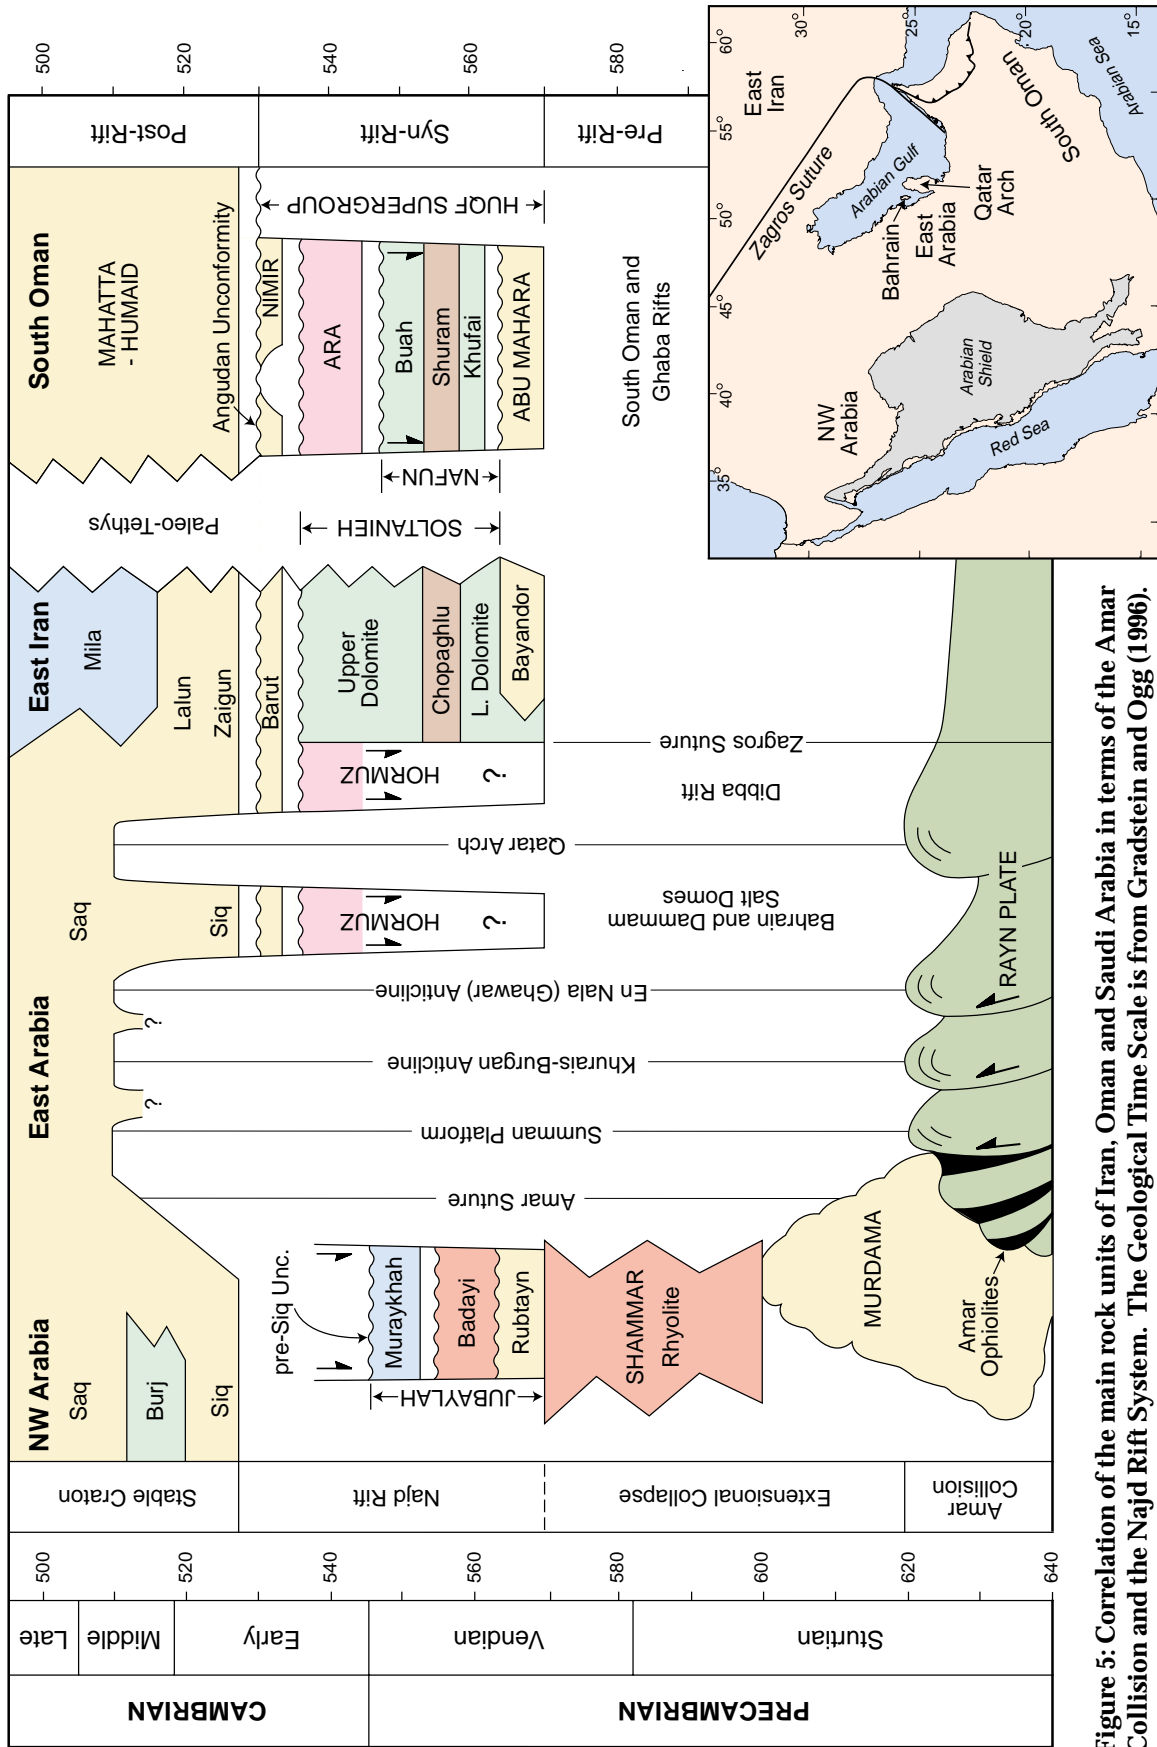 NW Arabia
East Arabia
East Iran
South Oman
CAMBRIAN
PRECAMBRIAN
Late
Middle
Early
Vendian
Sturtian
500
520
540
560
580
600
620
640
Stable Craton
Najd Rift
Extensional Collapse
Amar
Collision
Saq
Burj
Siq
pre-Siq Unc.
JUBAYLAH
Muraykhah
Badayi
Rubtayn
SHAMMAR
Rhyolite
MURDAMA
Amar
Ophiolites
Amar Suture
Summan Platform
Khurais-Burgan Anticline
En Nala (Ghawar) Anticline
?
?
Saq
Siq
HORMUZ
?
Bahrain and Dammam
Salt Domes
Qatar Arch
HORMUZ
?
Dibba Rift
Zagros Suture
RAYN PLATE
Mila
Lalun
Zaigun
Barut
Upper
Dolomite
Chopaghlu
L. Dolomite
Bayandor
Paleo-Tethys
SOLTANIEH
NAFUN
MAHATTA
- HUMAID
Angudan Unconformity
NIMIR
ARA
Buah
Shuram
Khufai
ABU MAHARA
HUQF SUPERGROUP
South Oman and
Ghaba Rifts
Post-Rift
Syn-Rift
Pre-Rift
500
520
540
560
580
35°
40°
45°
50°
55°
60°
30°
25°
20°
15°
East
Iran
Zagros Suture
Arabian Gulf
Bahrain
East
Arabia
Qatar
Arch
South Oman
Arabian Sea
NW
Arabia
Arabian
Shield
Red Sea
Figure 5: Correlation of the main rock units of Iran, Oman and Saudi Arabia in terms of the Amar
Collision and the Najd Rift System. The Geological Time Scale is from Gradstein and Ogg (1996).